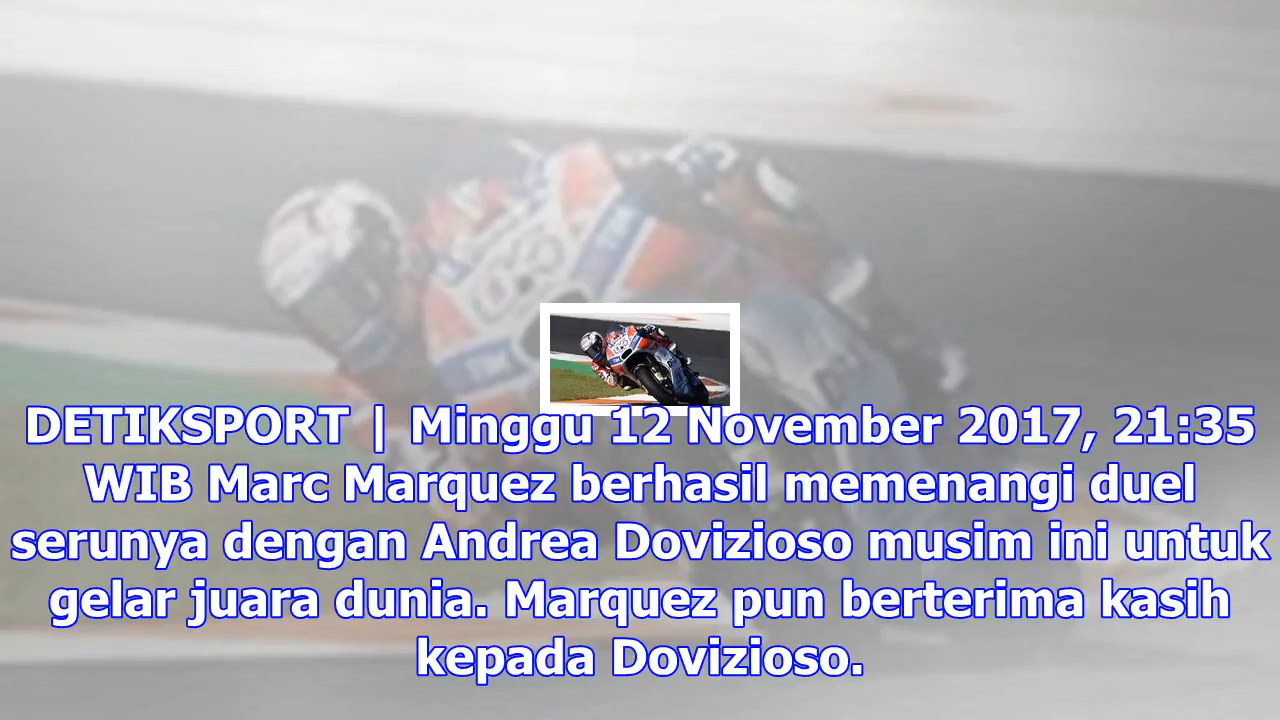 DETIKSPORT | Minggu 12 November 2017, 21:35
WIB Marc Marquez berhasil memenangi duel
serunya dengan Andrea Dovizioso musim ini untuk
gelar juara dunia. Marquez pun berterima kasih
kepada Dovizioso.